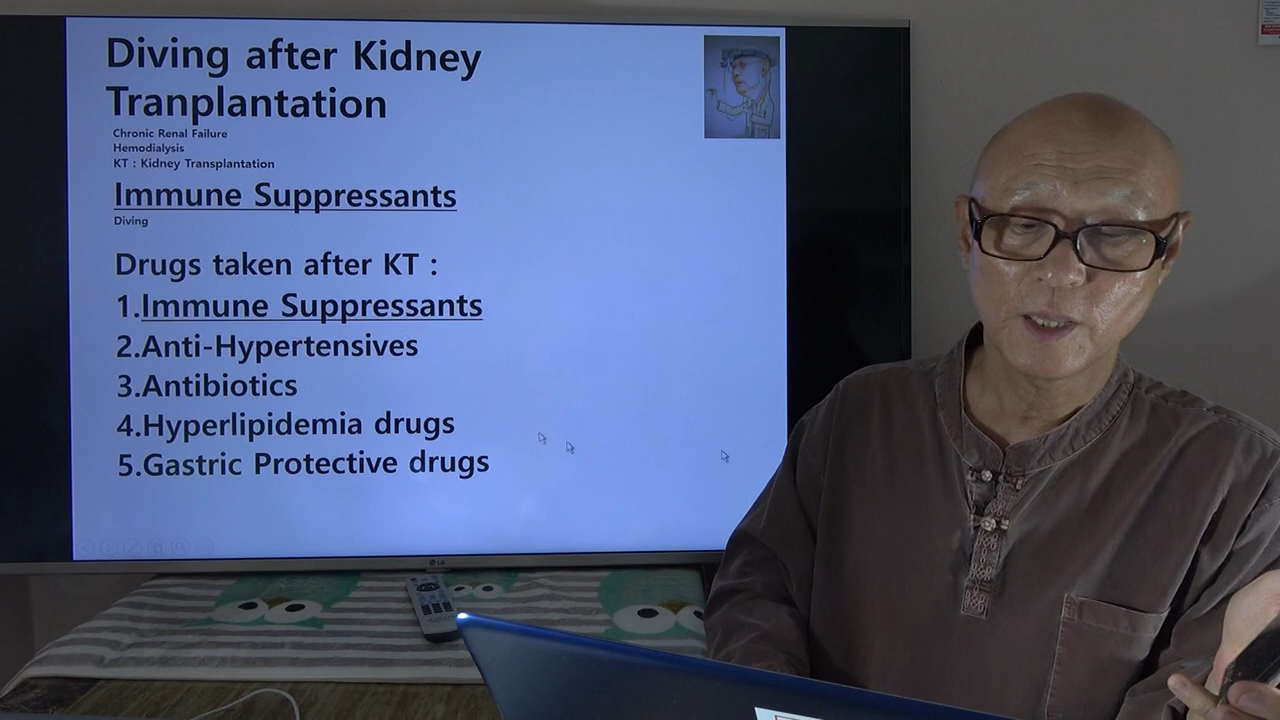 Diving after Kidney
Tranplantation
Chronic Renal Failure
Hemodialysis
KT : Kidney Transplantation
Immune Suppressants
Diving
Drugs taken after KT :
1.Immune Suppressants
2.Anti-Hypertensives
3.Antibiotics
4.Hyperlipidemia drugs
5.Gastric Protective drugs
LG